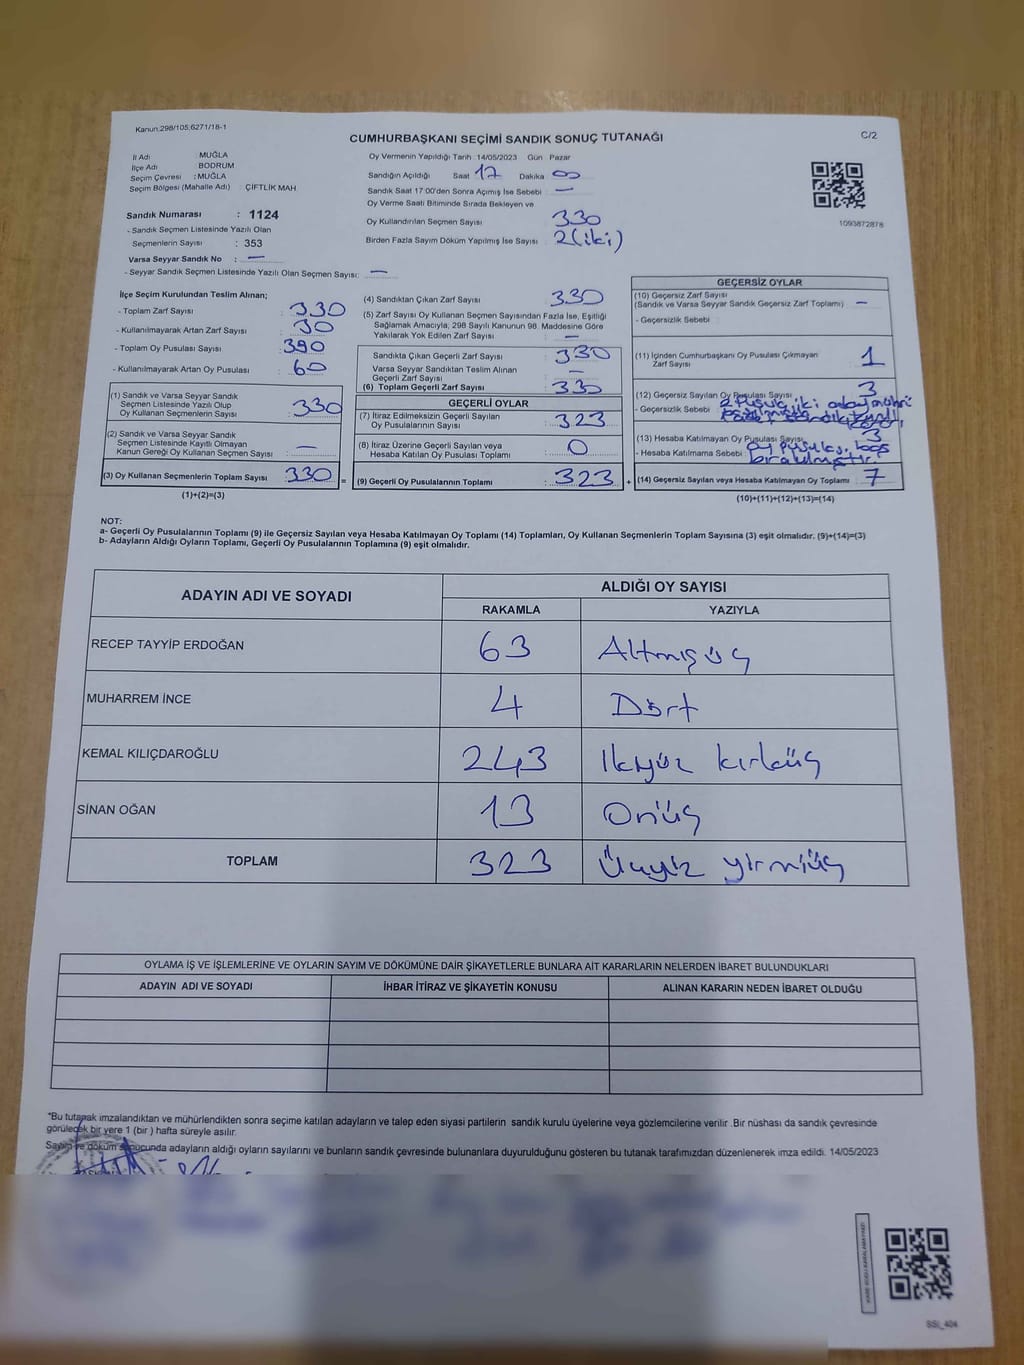 Kanun:298/105;6271/18-1
C/2
CUMHURBAŞKANI SEÇİMİ SANDIK SONUÇ TUTANAĞI
İl Adı : MUĞLA
İlçe Adı : BODRUM
Seçim Çevresi : MUĞLA
Seçim Bölgesi (Mahalle Adı) : ÇİFTLİK MAH.
Sandık Numarası : 1124
- Sandık Seçmen Listesinde Yazılı Olan
Seçmenlerin Sayısı : 353
Varsa Seyyar Sandık No : —
- Seyyar Sandık Seçmen Listesinde Yazılı Olan Seçmen Sayısı: —
Oy Vermenin Yapıldığı Tarih :14/05/2023 Gün Pazar
Sandığın Açıldığı Saat 17 Dakika 00
Sandık Saat 17:00'den Sonra Açımış İse Sebebi —
Oy Verme Saati Bitiminde Sırada Bekleyen ve
Oy Kullandırılan Seçmen Sayısı 330
Birden Fazla Sayım Döküm Yapılmış İse Sayısı 2 (iki)
1093872878
İlçe Seçim Kurulundan Teslim Alınan;
- Toplam Zarf Sayısı : 330
- Kullanılmayarak Artan Zarf Sayısı : 30
- Toplam Oy Pusulası Sayısı : 390
- Kullanılmayarak Artan Oy Pusulası : 60
(1) Sandık ve Varsa Seyyar Sandık
Seçmen Listesinde Yazılı Olup
Oy Kullanan Seçmenlerin Sayısı : 330
(2) Sandık ve Varsa Seyyar Sandık
Seçmen Listesinde Kayıtlı Olmayan
Kanun Gereği Oy Kullanan Seçmen Sayısı : —
(3) Oy Kullanan Seçmenlerin Toplam Sayısı : 330 =
(1)+(2)=(3)
(4) Sandıktan Çıkan Zarf Sayısı : 330
(5) Zarf Sayısı Oy Kullanan Seçmen Sayısından Fazla İse, Eşitliği
Sağlamak Amacıyla; 298 Sayılı Kanunun 98. Maddesine Göre
Yakılarak Yok Edilen Zarf Sayısı : —
Sandıkta Çıkan Geçerli Zarf Sayısı : 330
Varsa Seyyar Sandıktan Teslim Alınan
Geçerli Zarf Sayısı : —
(6) Toplam Geçerli Zarf Sayısı : 330
GEÇERLİ OYLAR
(7) İtiraz Edilmeksizin Geçerli Sayılan
Oy Pusulasının Sayısı : 323
(8) İtiraz Üzerine Geçerli Sayılan veya
Hesaba Katılan Oy Pusulası Toplamı : 0
(9) Geçerli Oy Pusulalarının Toplamı : 323 +
GEÇERSİZ OYLAR
(10) Geçersiz Zarf Sayısı
(Sandık ve Varsa Seyyar Sandık Geçersiz Zarf Toplamı) —
- Geçersizlik Sebebi
(11) İçinden Cumhurbaşkanı Oy Pusulası Çıkmayan
Zarf Sayısı 1
(12) Geçersiz Sayılan Oy Pusulası Sayısı 3
- Geçersizlik Sebebi 2 Pusula iki aday mührü
(13) Hesaba Katılmayan Oy Pusulası Sayısı 3
- Hesaba Katılmama Sebebi oy pusulası boş
bırakılmıştır.
(14) Geçersiz Sayılan veya Hesaba Katılmayan Oy Toplamı : 7
(10)+(11)+(12)+(13)=(14)
NOT:
a- Geçerli Oy Pusulalarının Toplamı (9) ile Geçersiz Sayılan veya Hesaba Katılmayan Oy Toplamı (14) Toplamları, Oy Kullanan Seçmenlerin Toplam Sayısına (3) eşit olmalıdır. (9)+(14)=(3)
b- Adayların Aldığı Oyların Toplamı, Geçerli Oy Pusulalarının Toplamına (9) eşit olmalıdır.
ADAYIN ADI VE SOYADI
ALDIĞI OY SAYISI
RAKAMLA YAZIYLA
RECEP TAYYİP ERDOĞAN 63 Altmışüç
MUHARREM İNCE 4 Dört
KEMAL KILIÇDAROĞLU 243 İkiyüz kırküç
SİNAN OĞAN 13 Onüç
TOPLAM 323 Üçyüz yirmiüç
OYLAMA İŞ VE İŞLEMLERİNE VE OYLARIN SAYIM VE DÖKÜMÜNE DAİR ŞİKAYETLERLE BUNLARA AİT KARARLARIN NELERDEN İBARET BULUNDUKLARI
ADAYIN ADI VE SOYADI İHBAR İTİRAZ VE ŞİKAYETİN KONUSU ALINAN KARARIN NEDEN İBARET OLDUĞU
"Bu tutanak imzalandıktan ve mühürlendikten sonra seçime katılan adayların ve talep eden siyasi partilerin sandık kurulu üyelerine veya gözlemcilerine verilir .Bir nüshası da sandık çevresinde
görülecek bir yere 1 (bir ) hafta süreyle asılır.
Sayım ve döküm sonucunda adayların aldığı oyların sayılarını ve bunların sandık çevresinde bulunanlara duyurulduğunu gösteren bu tutanak tarafımızdan düzenlenerek imza edildi. 14/05/2023
SSI_404